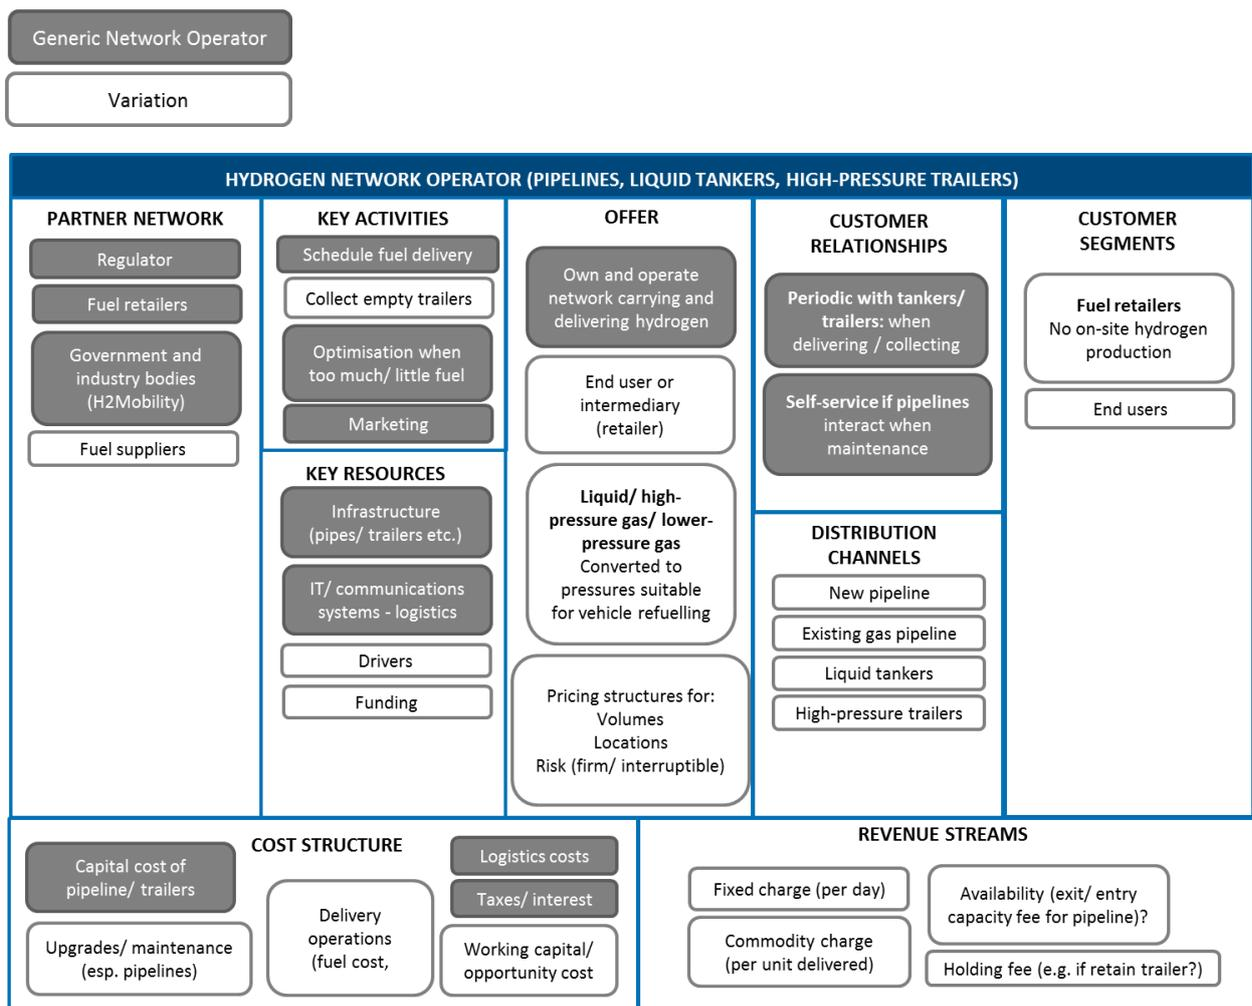 Generic Network Operator
Variation
HYDROGEN NETWORK OPERATOR (PIPELINES, LIQUID TANKERS, HIGH-PRESSURE TRAILERS)
PARTNER NETWORK
Regulator
Fuel retailers
Government and
industry bodies
(H2Mobility)
Fuel suppliers
KEY ACTIVITIES
Schedule fuel delivery
Collect empty trailers
Optimisation when
too much/ little fuel
Marketing
KEY RESOURCES
Infrastructure
(pipes/ trailers etc.)
IT/ communications
systems - logistics
Drivers
Funding
OFFER
Own and operate
network carrying and
delivering hydrogen
End user or
intermediary
(retailer)
Liquid/ high-
pressure gas/ lower-
pressure gas
Converted to
pressures suitable
for vehicle refuelling
Pricing structures for:
Volumes
Locations
Risk (firm/ interruptible)
CUSTOMER
RELATIONSHIPS
Periodic with tankers/
trailers: when
delivering / collecting
Self-service if pipelines
interact when
maintenance
DISTRIBUTION
CHANNELS
New pipeline
Existing gas pipeline
Liquid tankers
High-pressure trailers
CUSTOMER
SEGMENTS
Fuel retailers
No on-site hydrogen
production
End users
COST STRUCTURE
Capital cost of
pipeline/ trailers
Upgrades/ maintenance
(esp. pipelines)
Delivery
operations
(fuel cost,
Logistics costs
Taxes/ interest
Working capital/
opportunity cost
REVENUE STREAMS
Fixed charge (per day)
Commodity charge
(per unit delivered)
Availability (exit/ entry
capacity fee for pipeline)?
Holding fee (e.g. if retain trailer?)